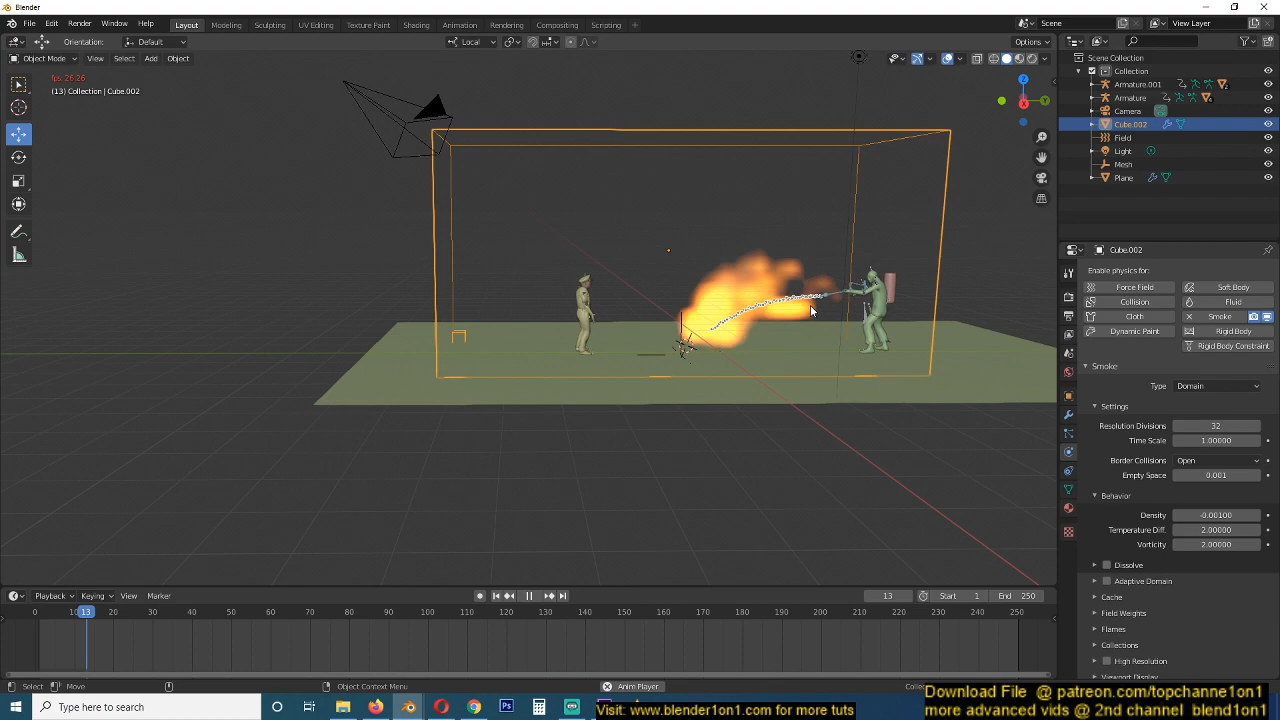 Blender
File Edit Render Window Help Layout Modeling Sculpting UV Editing Texture Paint Shading Animation Rendering Compositing Scripting Scene View Layer
Orientation: Default Local Options
Object Mode View Select Add Object
fps: 26.26
(13) Collection | Cube.002
Z
Y
X
Scene Collection
Collection
Armature.001
Armature
Camera
Cube.002
Field
Light
Mesh
Plane
Cube.002
Enable physics for:
Force Field Soft Body
Collision Fluid
Cloth Smoke
Dynamic Paint Rigid Body
Rigid Body Constraint
Smoke
Type Domain
Settings
Resolution Divisions 32
Time Scale 1.00000
Border Collisions Open
Empty Space 0.001
Behavior
Density -0.00100
Temperature Diff. 2.00000
Vorticity 2.00000
Dissolve
Adaptive Domain
Cache
Field Weights
Flames
Collections
High Resolution
Viewport Display
Playback Keying View Marker 13 Start 1 End 250
0 10 13 20 30 40 50 60 70 80 90 100 110 120 130 140 150 160 170 180 190 200 210 220 230 240 250
Select Move Object Context Menu Anim Player
Type here to search
Download File @ patreon.com/topchanne1on1
Visit: www.blender1on1.com for more tuts
more advanced vids @ 2nd channel blend1on1